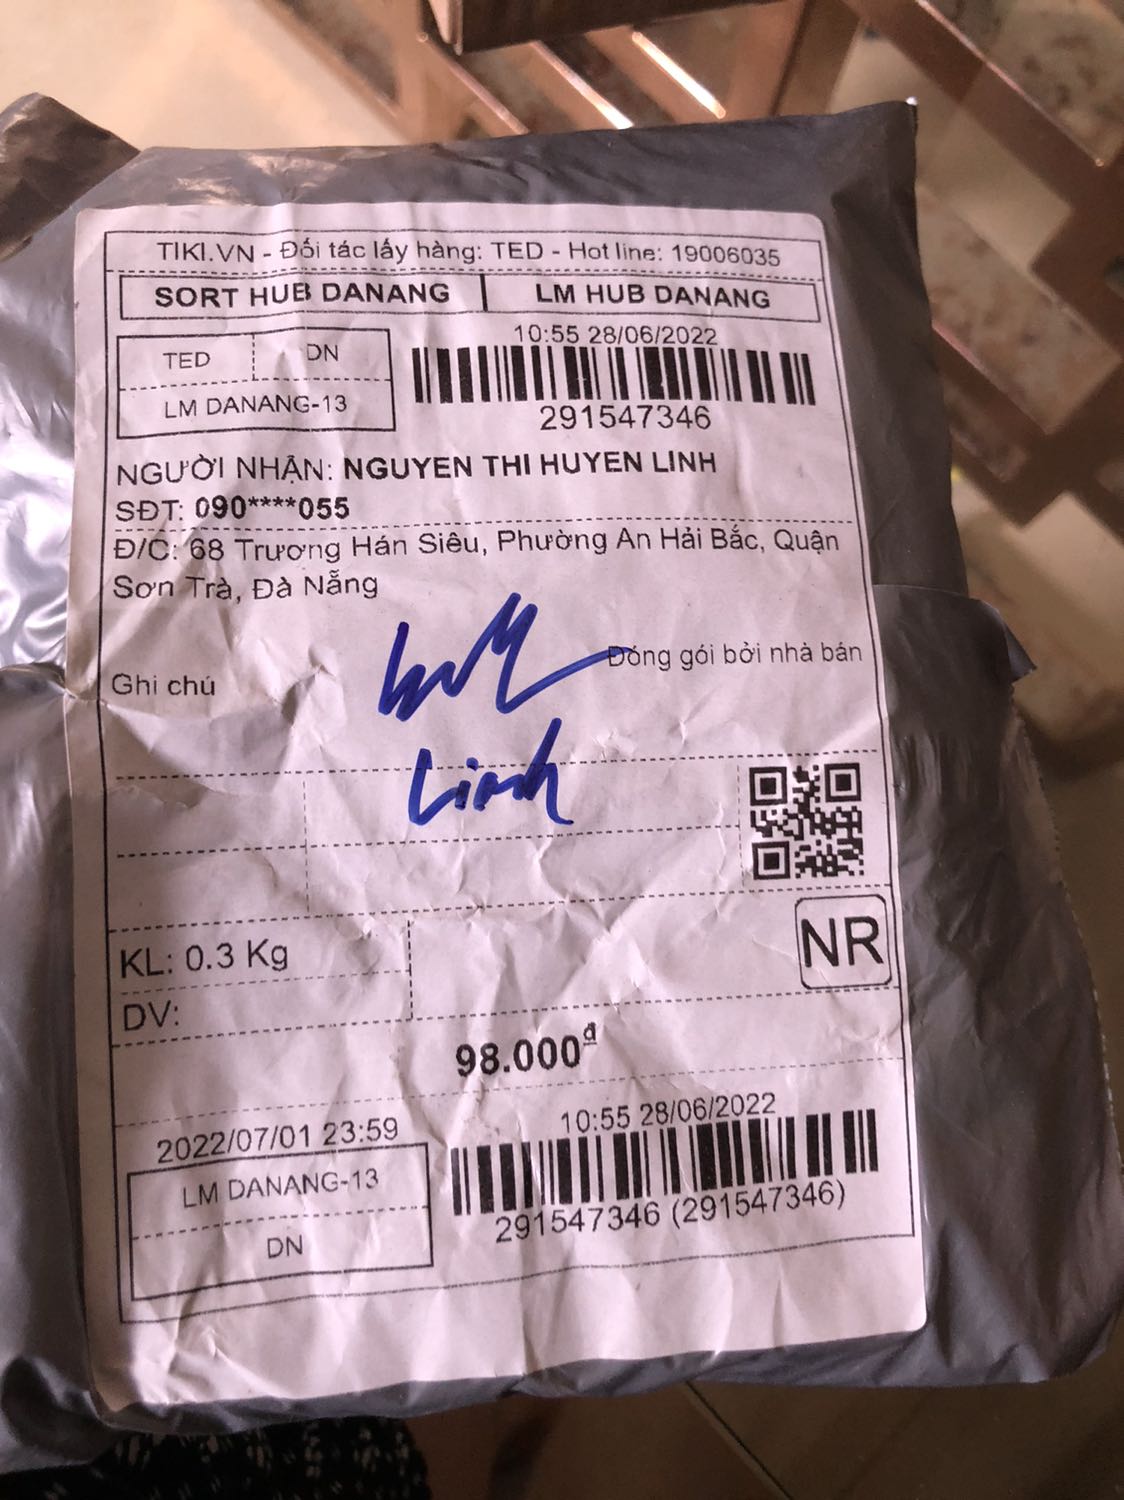 TIKI.VN - Đối tác lấy hàng: TED - Hot line: 19006035
SORT HUB DANANG LM HUB DANANG
10:55 28/06/2022
TED DN
LM DANANG-13
291547346
NGƯỜI NHẬN: NGUYEN THI HUYEN LINH
SĐT: 090****055
Đ/C: 68 Trương Hán Siêu, Phường An Hải Bắc, Quận
Sơn Trà, Đà Nẵng
Đóng gói bởi nhà bán
Ghi chú
Linh
NR
KL: 0.3 Kg
DV:
98.000đ
2022/07/01 23:59
10:55 28/06/2022
LM DANANG-13
DN
291547346 (291547346)